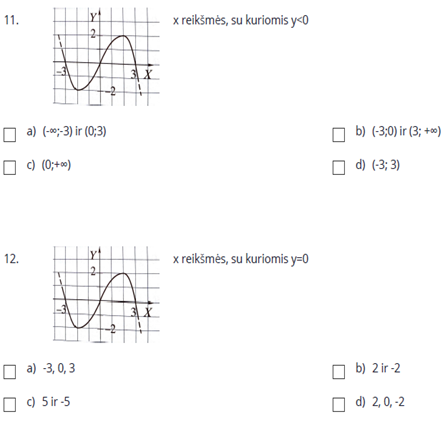 11. x reikšmės, su kuriomis y<0
Y
2
-3 3 X
-2
a) (-∞;-3) ir (0;3) b) (-3;0) ir (3; +∞)
c) (0;+∞) d) (-3; 3)
12. x reikšmės, su kuriomis y=0
Y
2
-3 3 X
-2
a) -3, 0, 3 b) 2 ir -2
c) 5 ir -5 d) 2, 0, -2